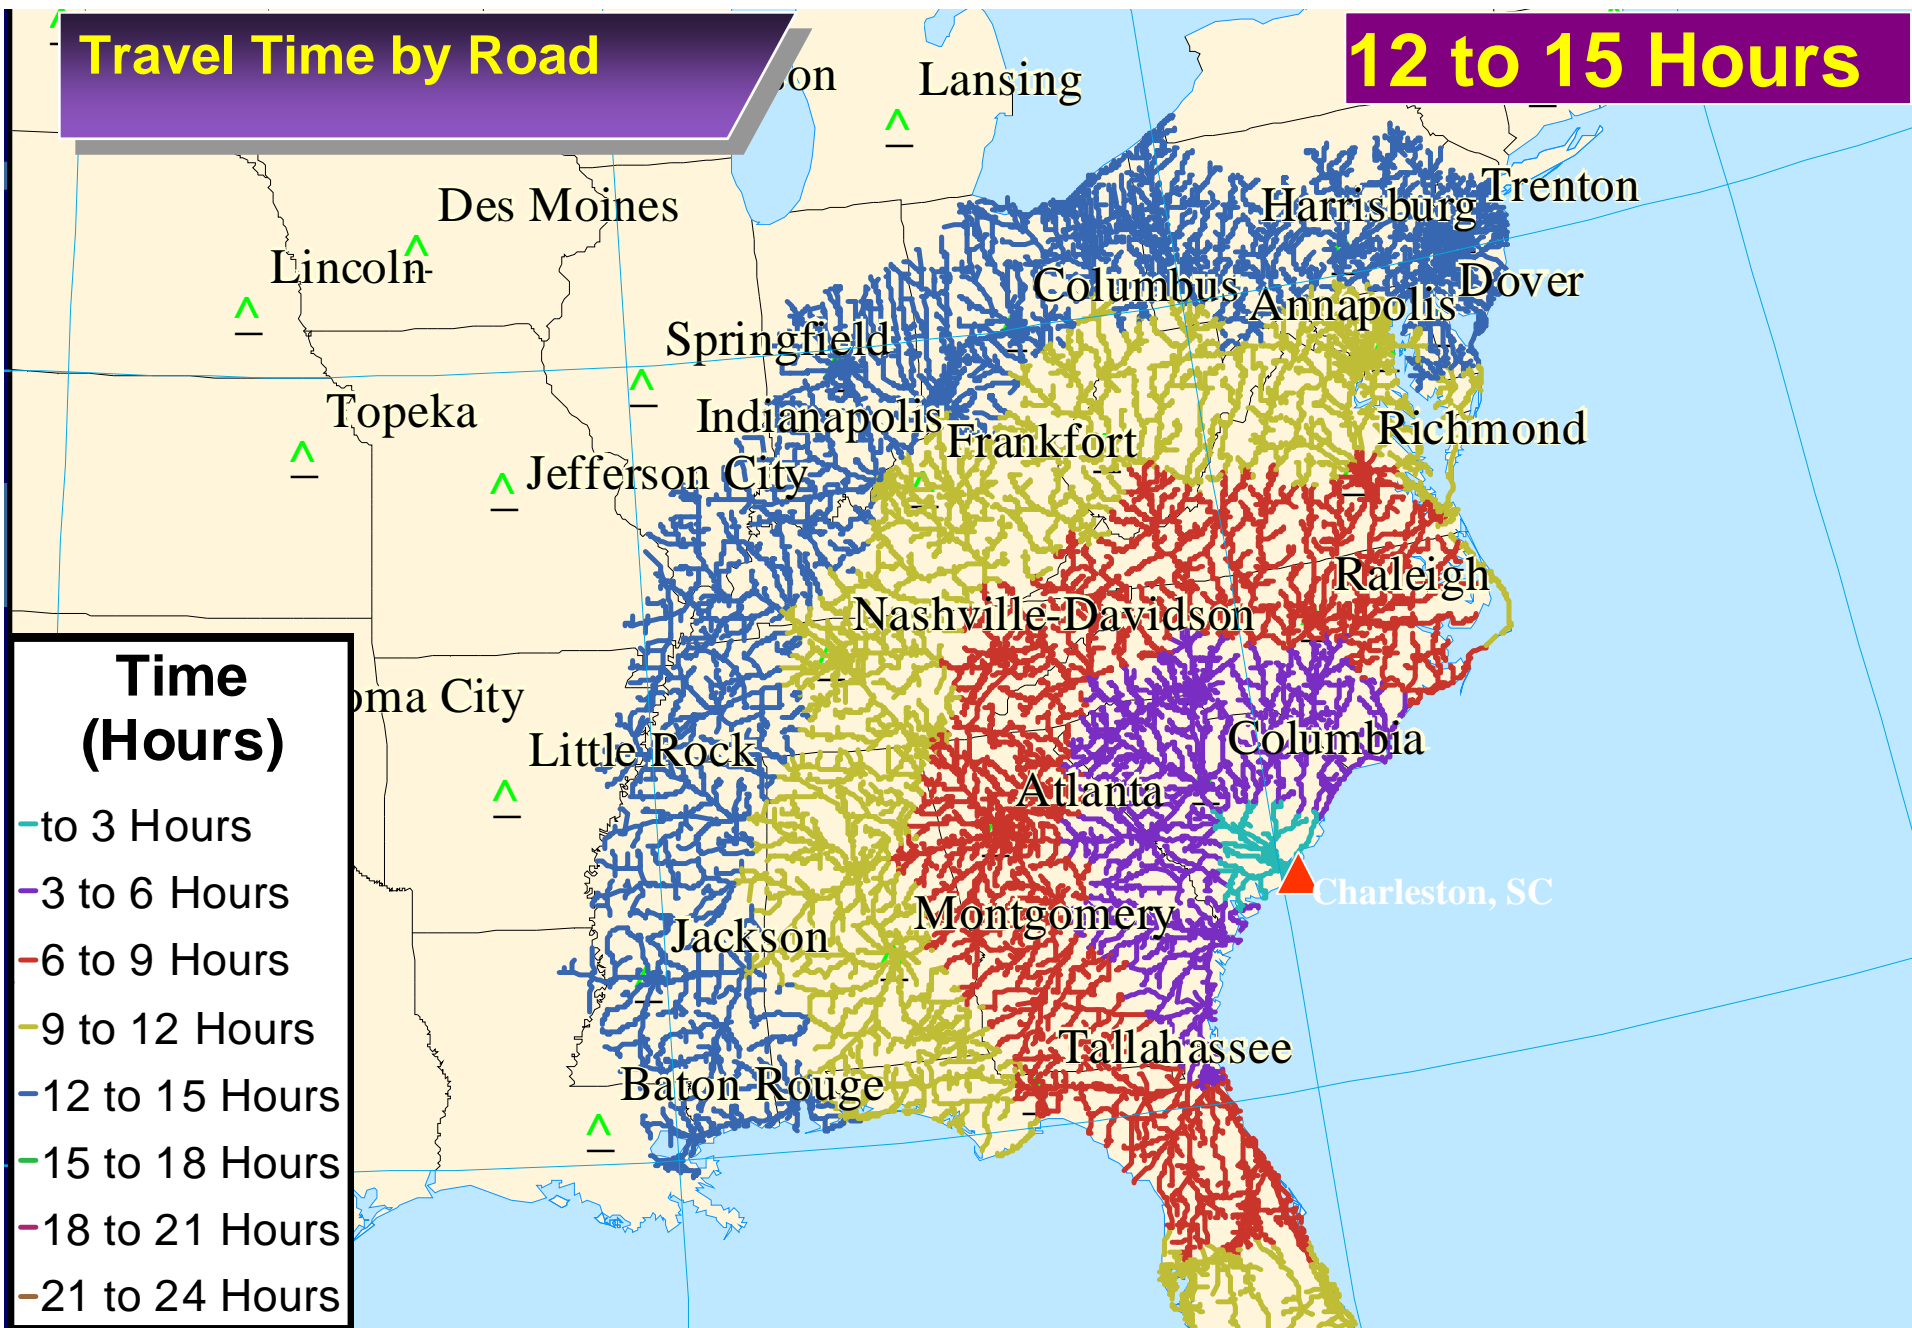 Travel Time by Road
12 to 15 Hours
on
Lansing
Des Moines
Trenton
Harrisburg
Lincoln
Columbus
Dover
Annapolis
Springfield
Topeka
Indianapolis
Frankfort
Richmond
Jefferson City
Raleigh
Nashville-Davidson
oma City
Little Rock
Columbia
Atlanta
Charleston, SC
Montgomery
Jackson
Tallahassee
Baton Rouge
Time
(Hours)
to 3 Hours
3 to 6 Hours
6 to 9 Hours
9 to 12 Hours
12 to 15 Hours
15 to 18 Hours
18 to 21 Hours
21 to 24 Hours